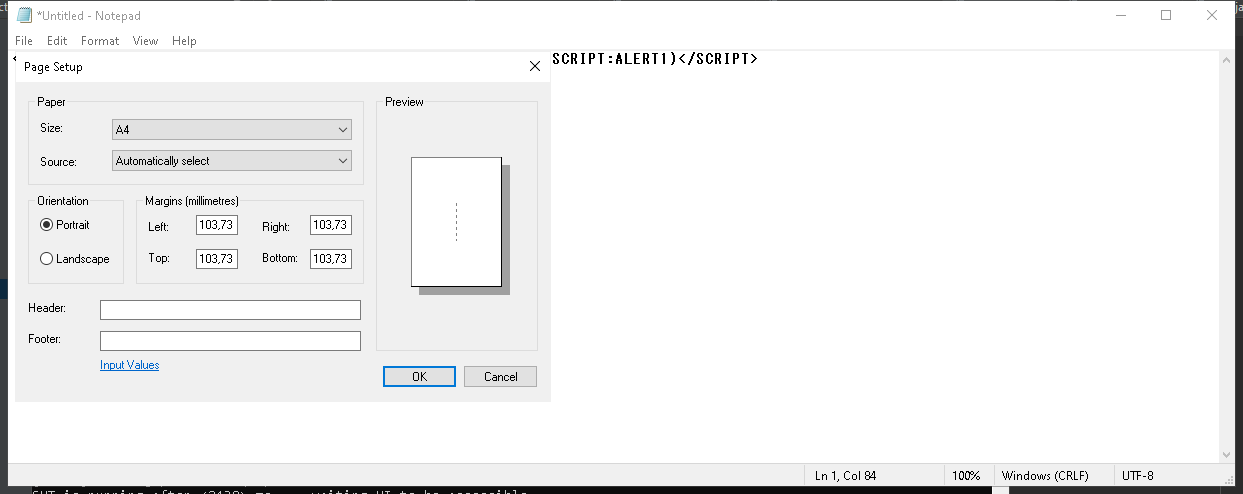 *Untitled - Notepad
File Edit Format View Help
SCRIPT:ALERT1)</SCRIPT>
Page Setup
Paper
Size: A4
Source: Automatically select
Orientation
Portrait
Landscape
Margins (millimetres)
Left: 103,73 Right: 103,73
Top: 103,73 Bottom: 103,73
Header:
Footer:
Input Values
Preview
OK Cancel
Ln 1, Col 84 100% Windows (CRLF) UTF-8